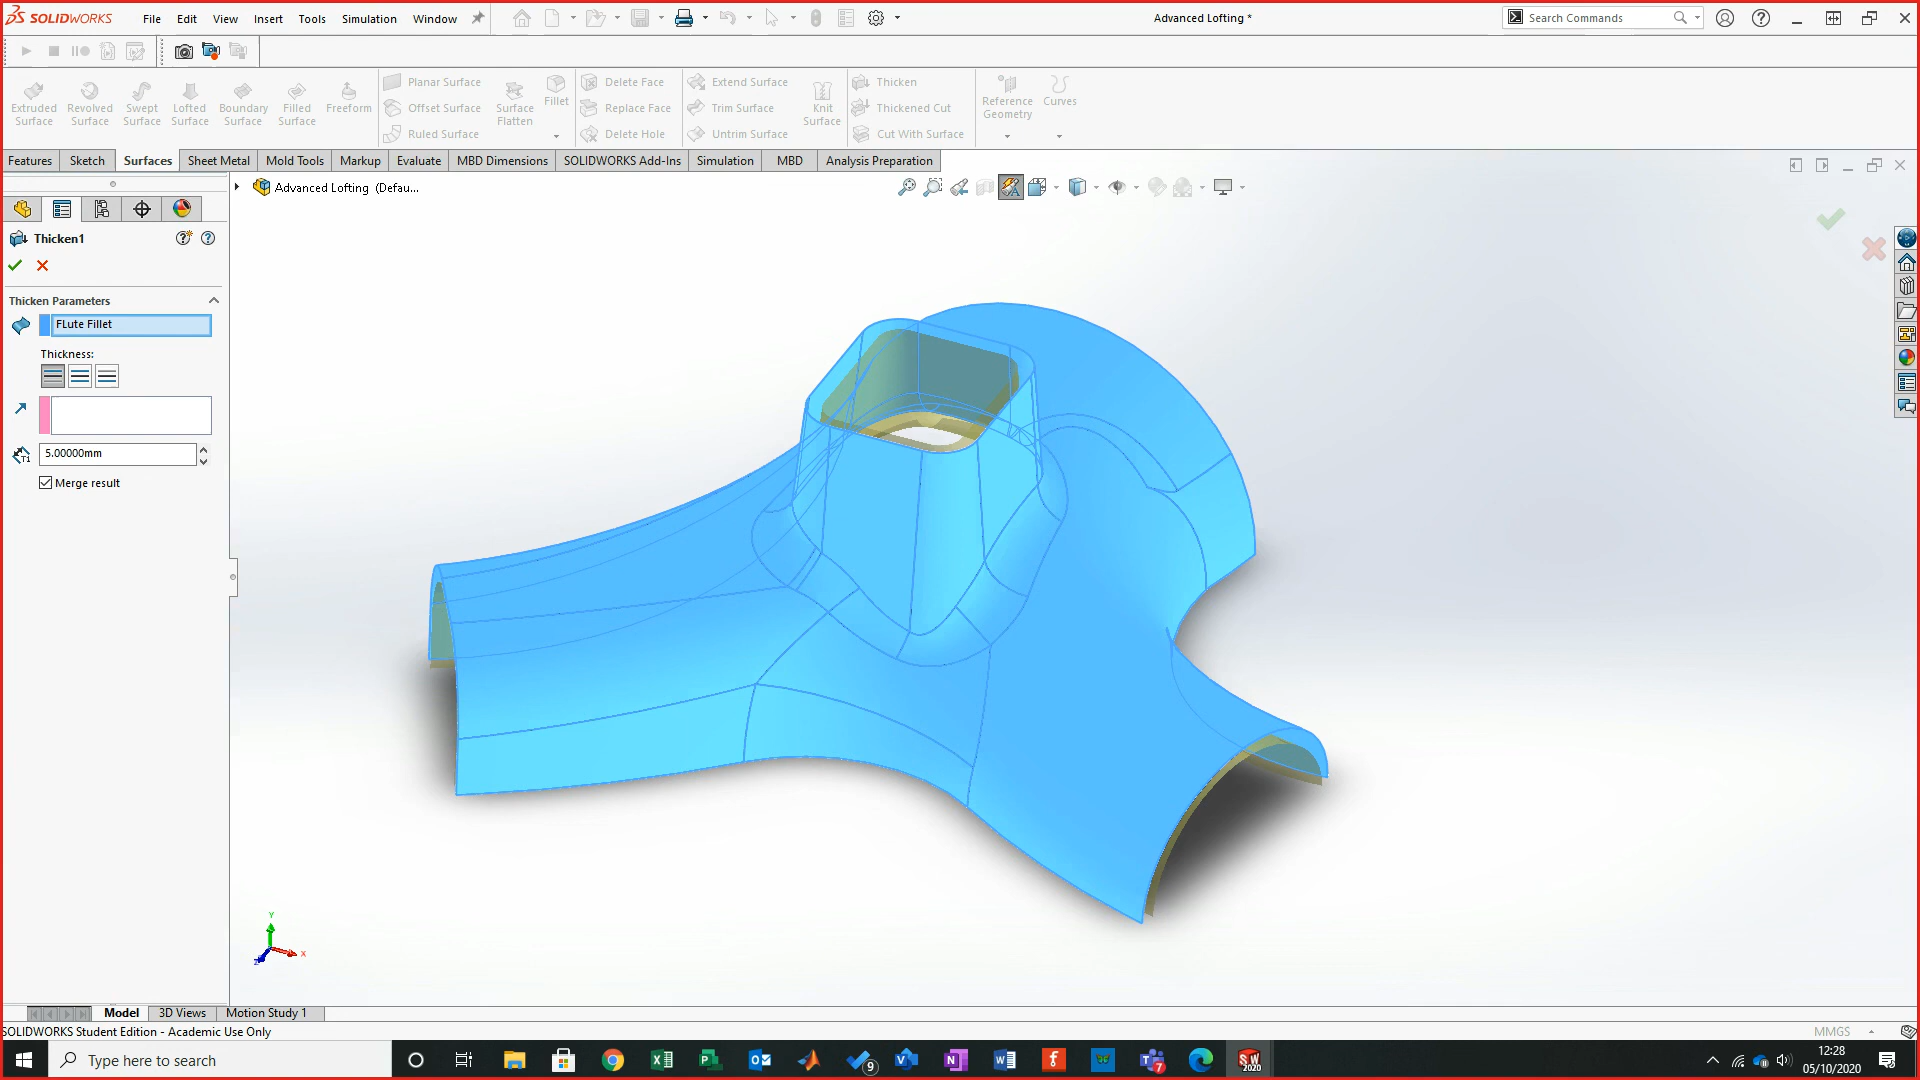 SOLIDWORKS File Edit View Insert Tools Simulation Window Advanced Lofting * Search Commands
Extruded Surface
Revolved Surface
Swept Surface
Lofted Surface
Boundary Surface
Filled Surface
Freeform
Planar Surface
Offset Surface
Ruled Surface
Surface Flatten
Fillet
Delete Face
Replace Face
Delete Hole
Extend Surface
Trim Surface
Untrim Surface
Knit Surface
Thicken
Thickened Cut
Cut With Surface
Reference Geometry
Curves
Features Sketch Surfaces Sheet Metal Mold Tools Markup Evaluate MBD Dimensions SOLIDWORKS Add-Ins Simulation MBD Analysis Preparation
Advanced Lofting (Defau...
Thicken1
Thicken Parameters
FLute Fillet
Thickness:
T1
5.00000mm
Merge result
Y
X
Z
Model 3D Views Motion Study 1
SOLIDWORKS Student Edition - Academic Use Only MMGS
Type here to search
9
7
SW 2020
12:28
05/10/2020